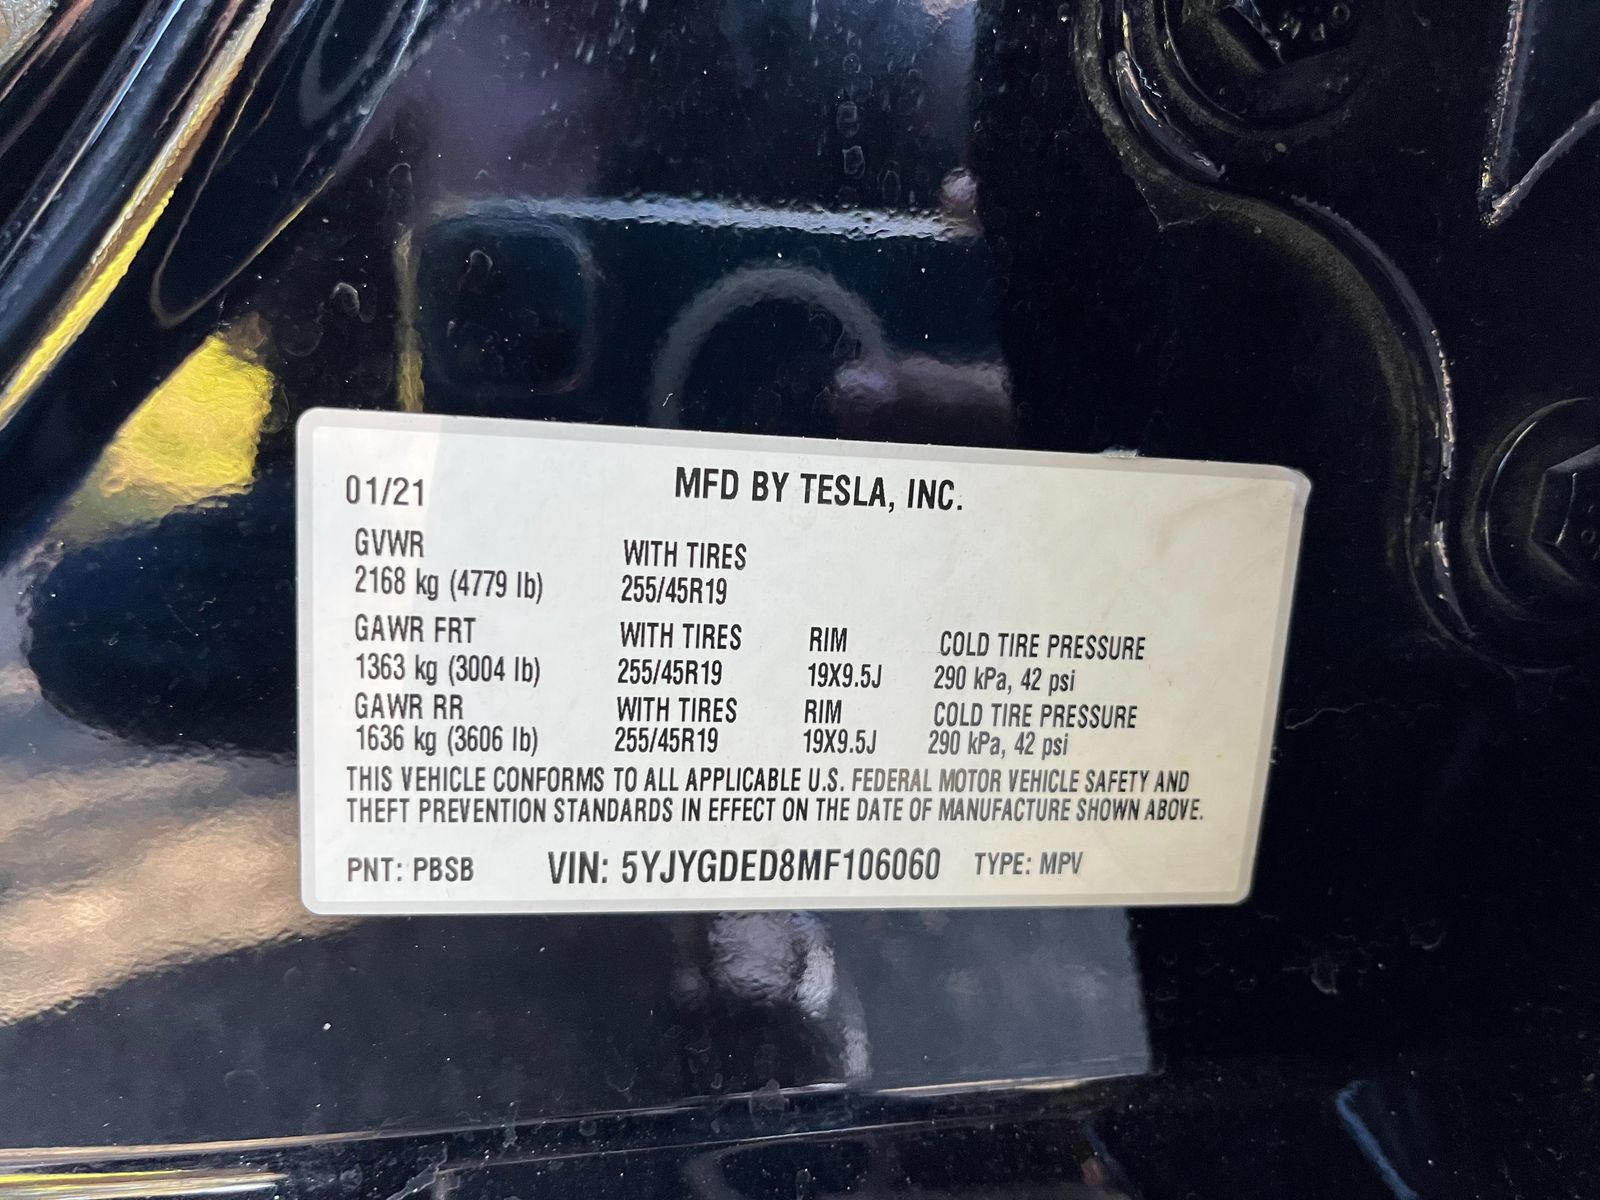 01/21 MFD BY TESLA, INC.
GVWR WITH TIRES
2168 kg (4779 lb) 255/45R19
GAWR FRT WITH TIRES RIM COLD TIRE PRESSURE
1363 kg (3004 lb) 255/45R19 19X9.5J 290 kPa, 42 psi
GAWR RR WITH TIRES RIM COLD TIRE PRESSURE
1636 kg (3606 lb) 255/45R19 19X9.5J 290 kPa, 42 psi
THIS VEHICLE CONFORMS TO ALL APPLICABLE U.S. FEDERAL MOTOR VEHICLE SAFETY AND
THEFT PREVENTION STANDARDS IN EFFECT ON THE DATE OF MANUFACTURE SHOWN ABOVE.
PNT: PBSB VIN: 5YJYGDED8MF106060 TYPE: MPV